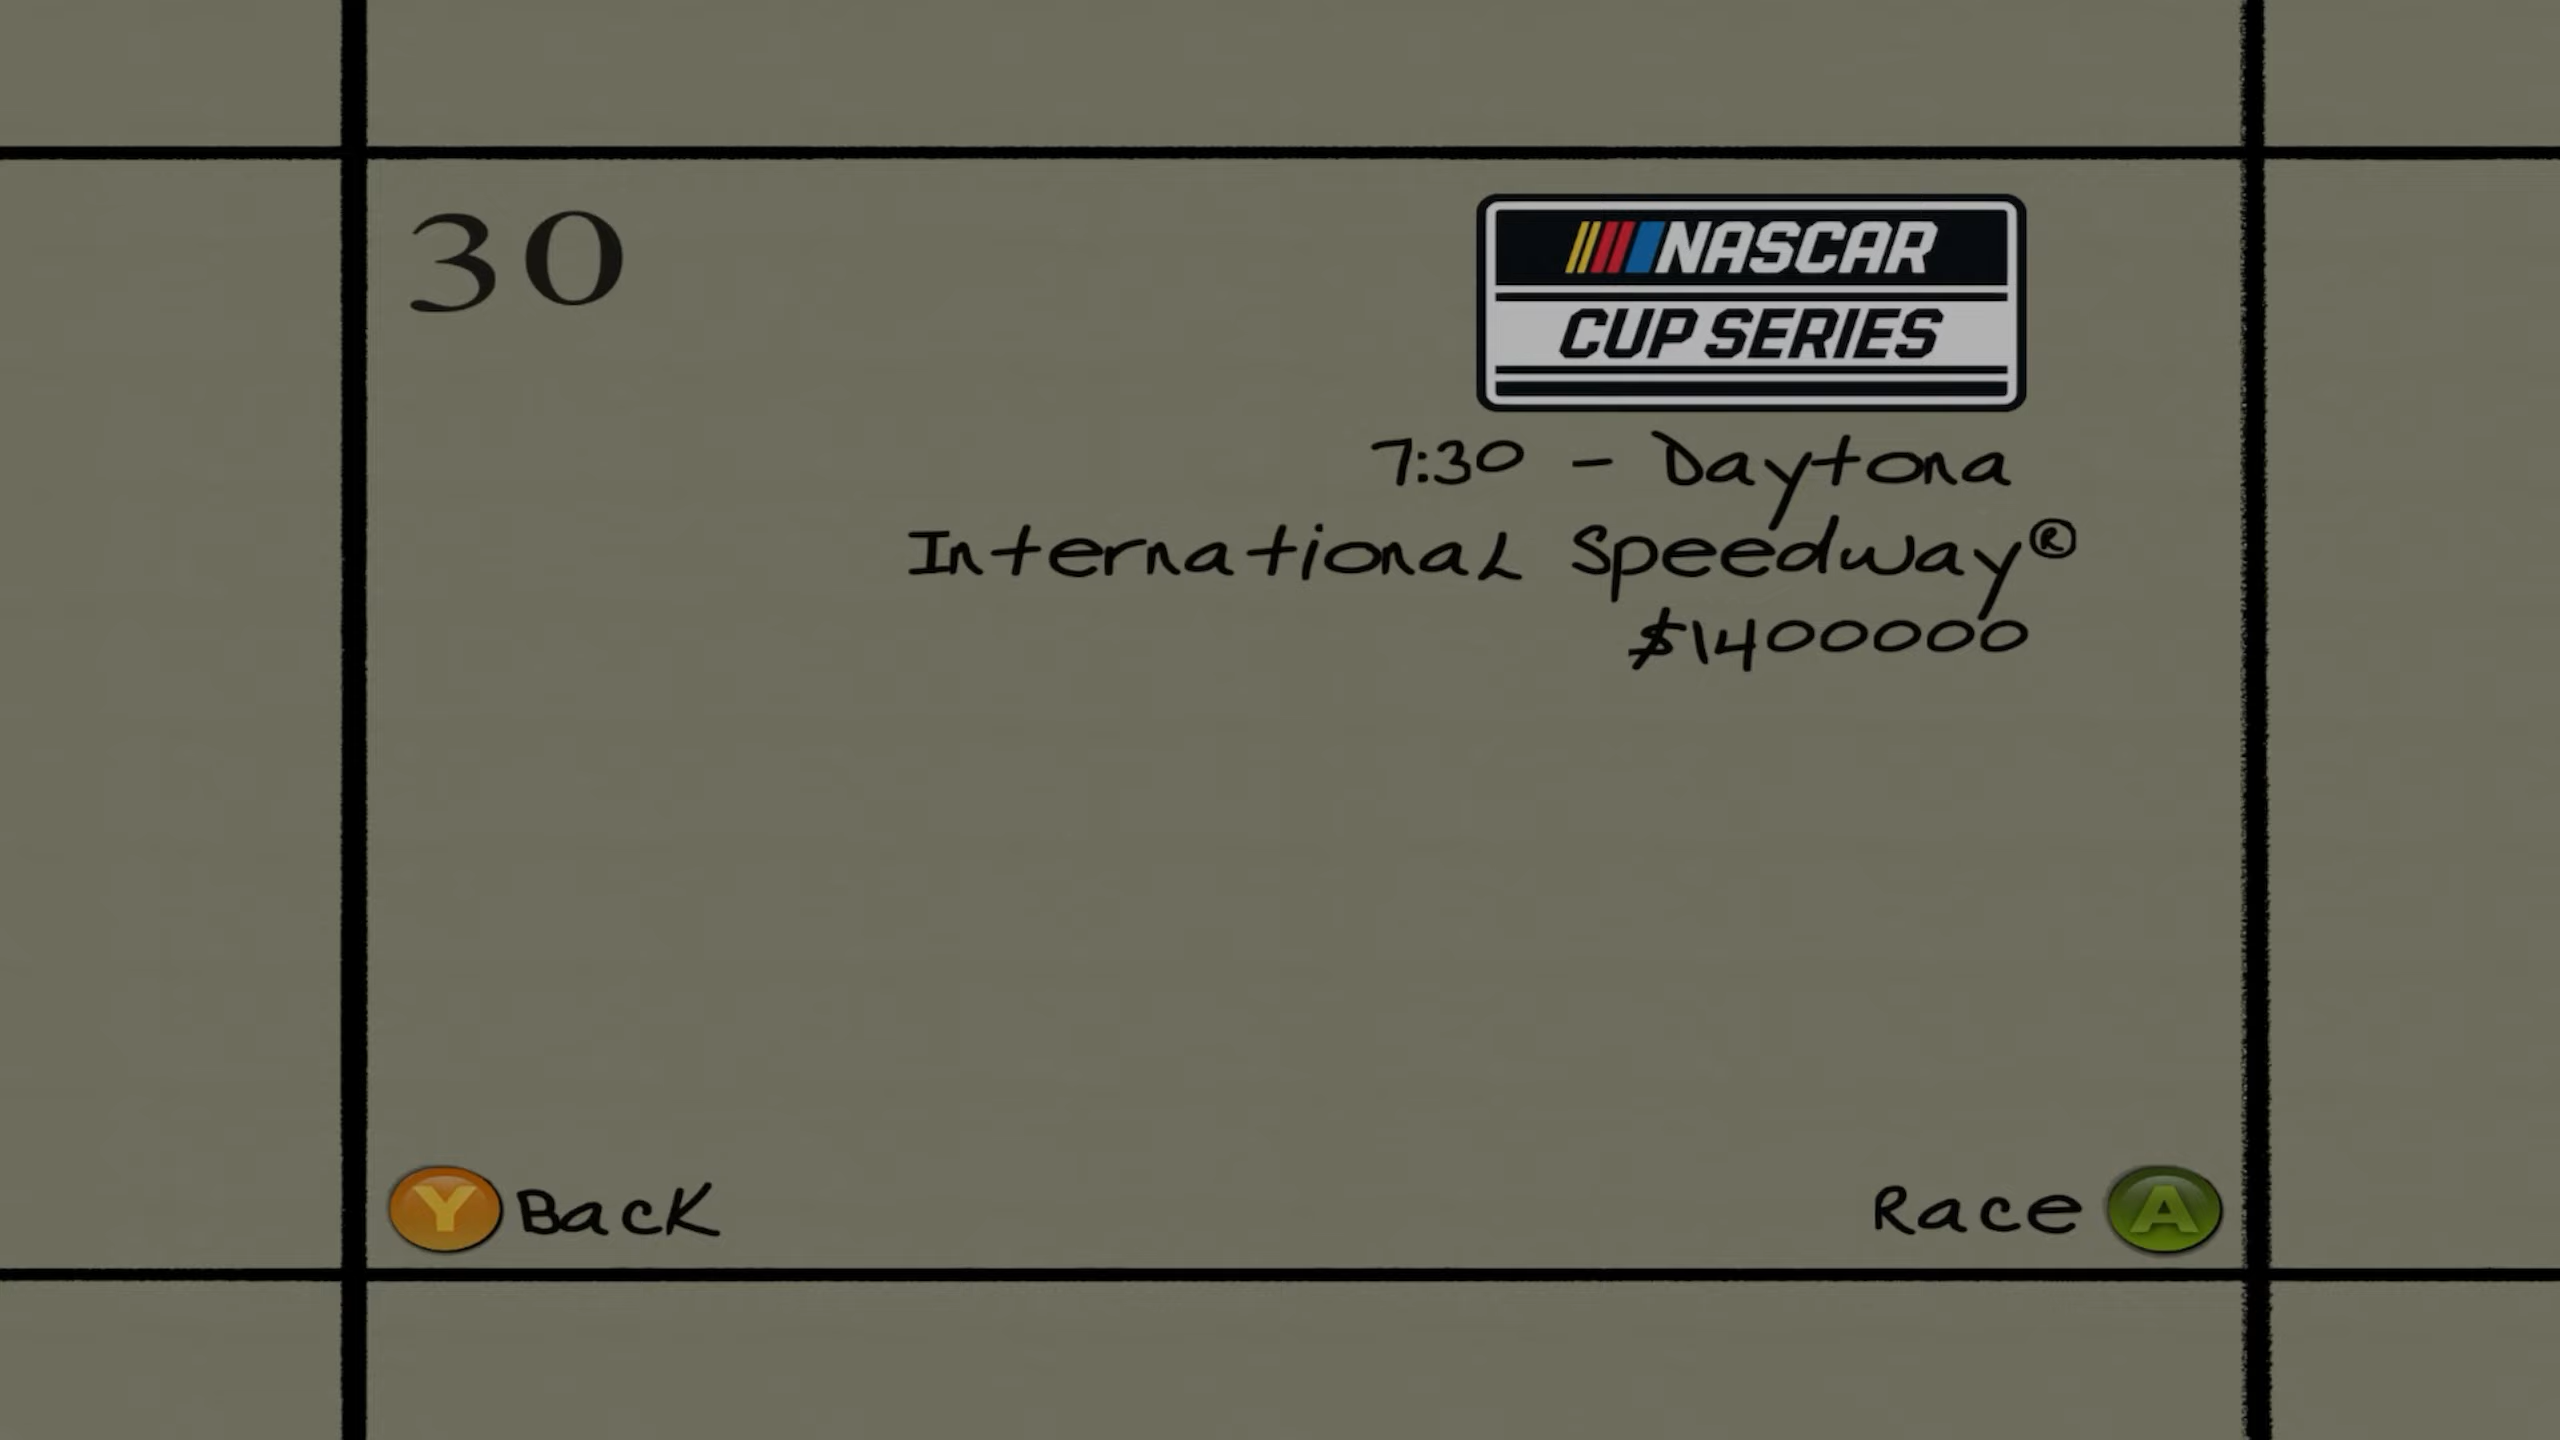 30
NASCAR
CUP SERIES
7:30 - Daytona
International Speedway®
$1400000
Y Back
Race A